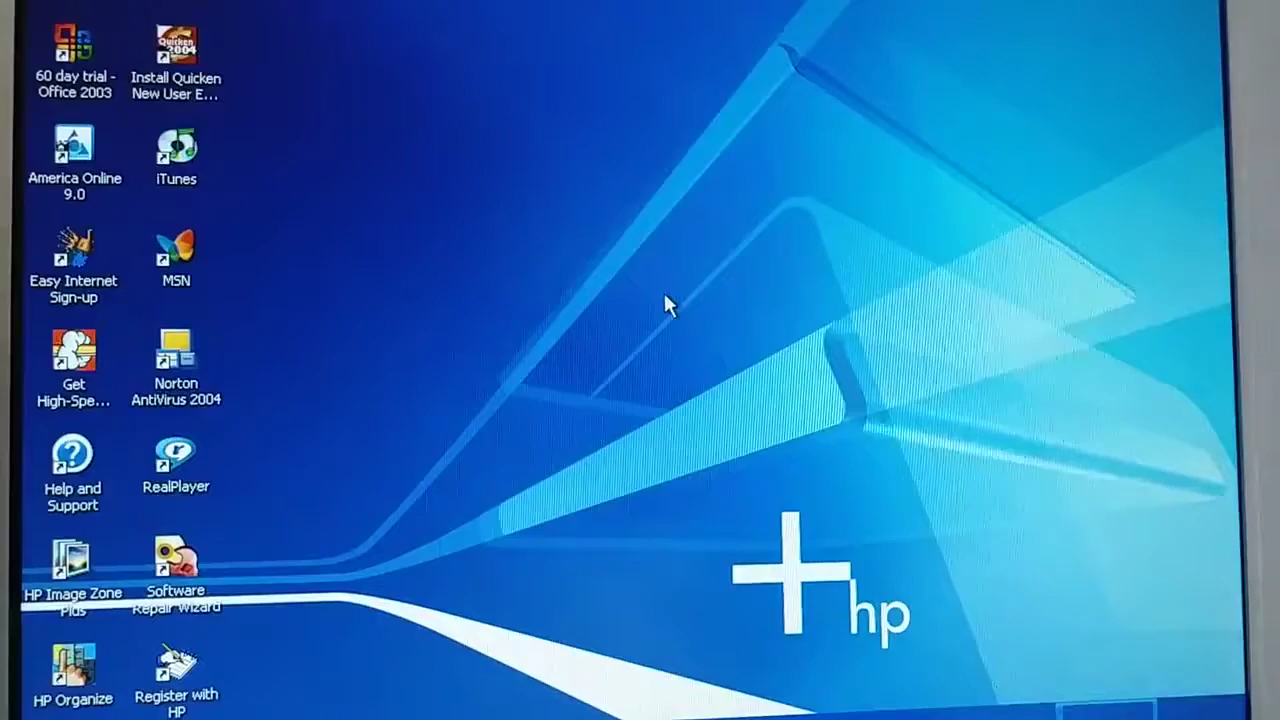 60 day trial -
Office 2003
Quicken
2004
Install Quicken
New User E...
America Online
9.0
iTunes
Easy Internet
Sign-up
MSN
Get
High-Spe...
Norton
AntiVirus 2004
Help and
Support
RealPlayer
HP Image Zone
Plus
Software
Repair Wizard
HP Organize
Register with
HP
hp